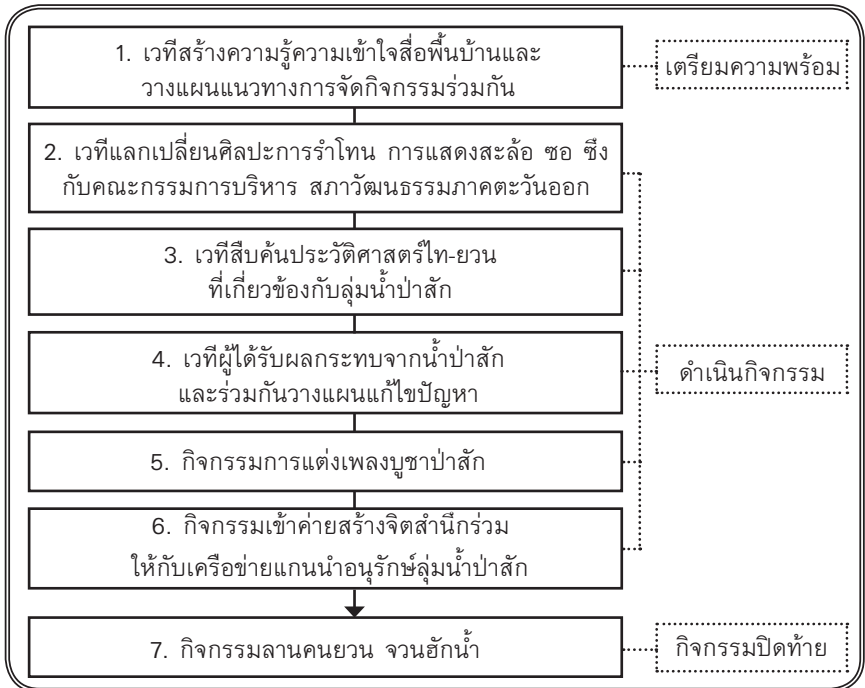 1. เวทีสร้างความรู้ความเข้าใจสื่อพื้นบ้านและ
วางแผนแนวทางการจัดกิจกรรมร่วมกัน
เตรียมความพร้อม
2. เวทีแลกเปลี่ยนศิลปะการรำโทน การแสดงสะล้อ ซอ ซึง
กับคณะกรรมการบริหาร สภาวัฒนธรรมภาคตะวันออก
3. เวทีสืบค้นประวัติศาสตร์ไท-ยวน
ที่เกี่ยวข้องกับลุ่มน้ำป่าสัก
4. เวทีผู้ได้รับผลกระทบจากน้ำป่าสัก
และร่วมกันวางแผนแก้ไขปัญหา
ดำเนินกิจกรรม
5. กิจกรรมการแต่งเพลงบูชาป่าสัก
6. กิจกรรมเข้าค่ายสร้างจิตสำนึกร่วม
ให้กับเครือข่ายแกนนำอนุรักษ์ลุ่มน้ำป่าสัก
7. กิจกรรมลานคนยวน จวนฮักน้ำ
กิจกรรมปิดท้าย